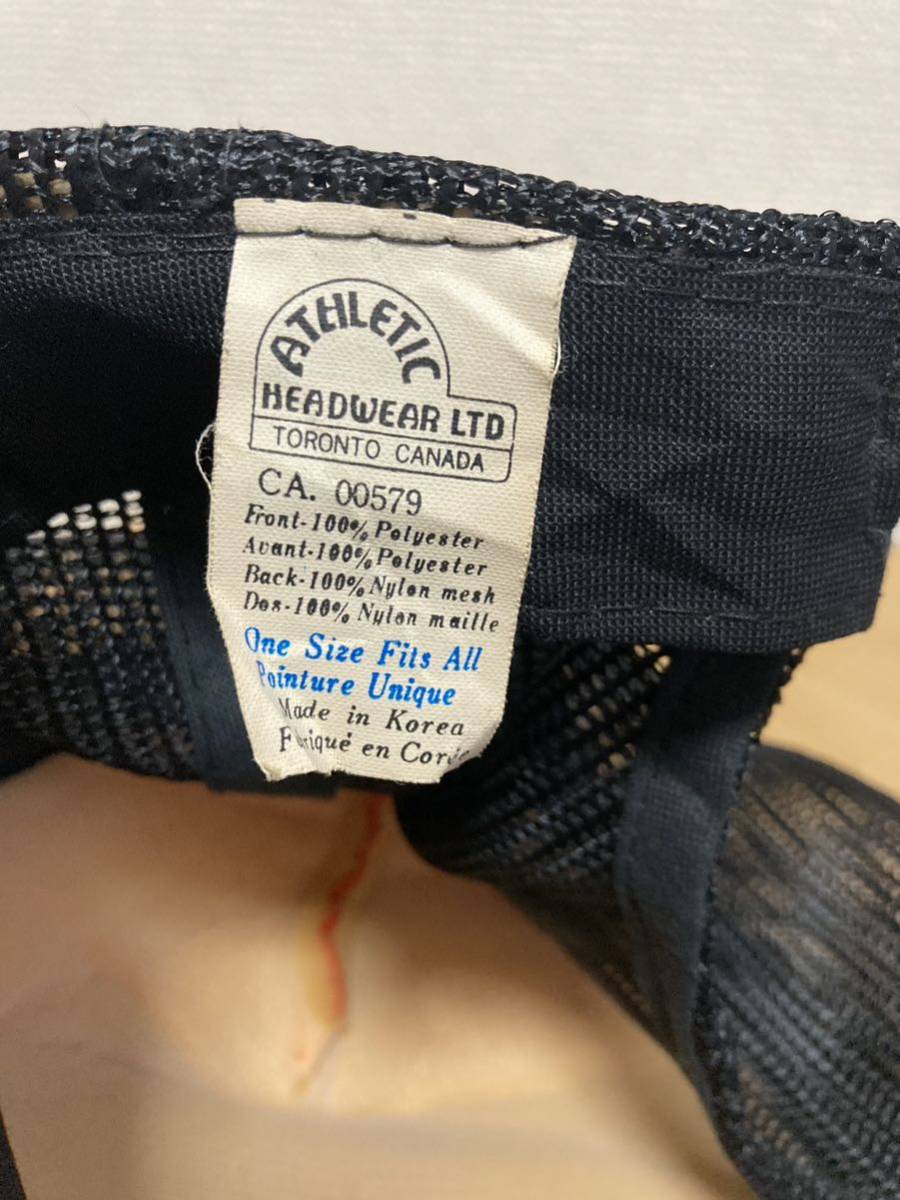 ATHLETIC
HEADWEAR LTD
TORONTO CANADA
CA. 00579
Front-100% Polyester
Avant-100% Polyester
Back-100% Nylon mesh
Dos-100% Nylon maille
One Size Fits All
Pointure Unique
Made in Korea
en